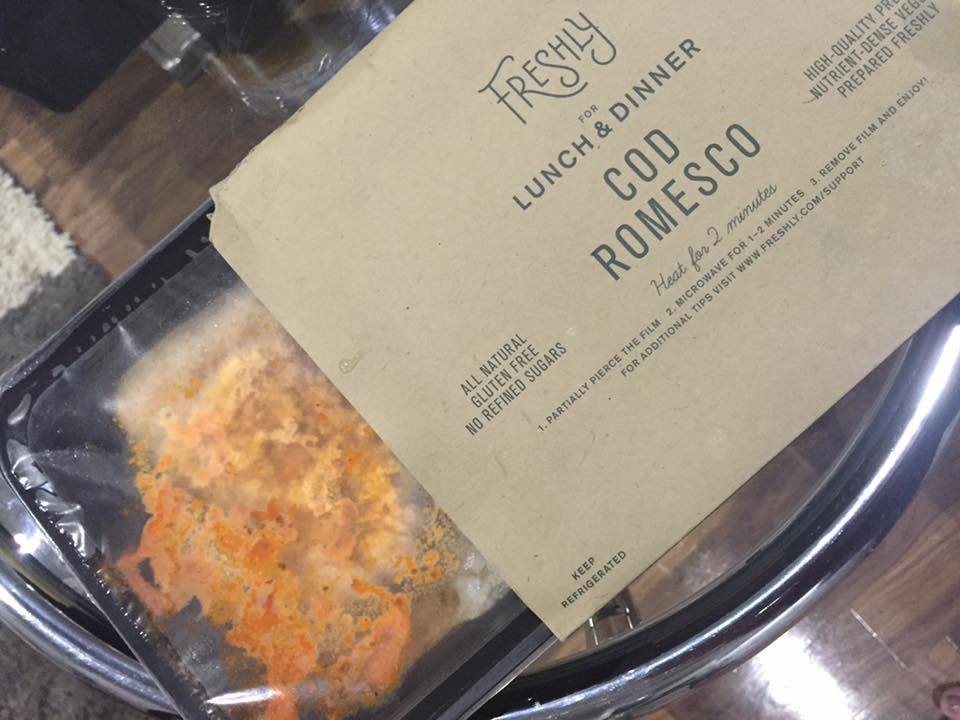 FRESHLY
FOR
LUNCH & DINNER
COD
ROMESCO
Heat for 2 minutes
1. PARTIALLY PIERCE THE FILM 2. MICROWAVE FOR 1-2 MINUTES 3. REMOVE FILM AND ENJOY!
FOR ADDITIONAL TIPS VISIT WWW.FRESHLY.COM/SUPPORT
HIGH-QUALITY
NUTRIENT-DENSE
PREPARED FRESHLY
ALL NATURAL
GLUTEN FREE
NO REFINED SUGARS
KEEP
REFRIGERATED